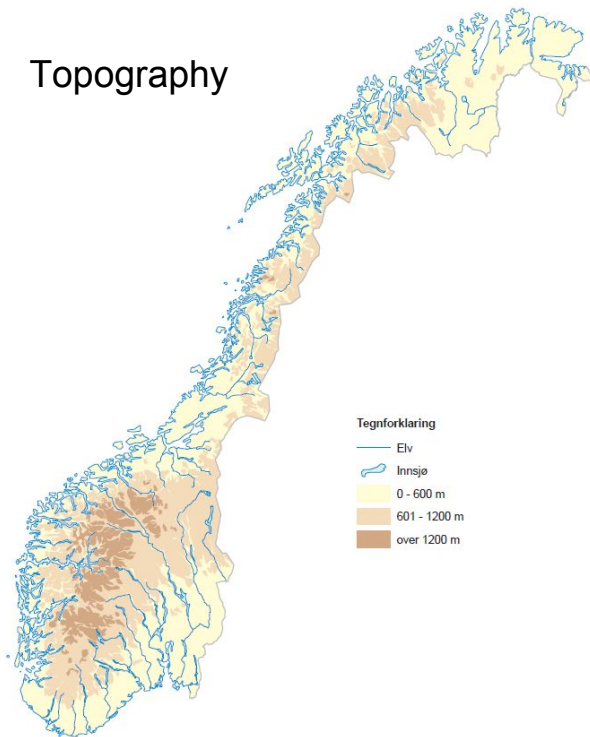 Topography
Tegnforklaring
Elv
Innsjø
0 - 600 m
601 - 1200 m
over 1200 m